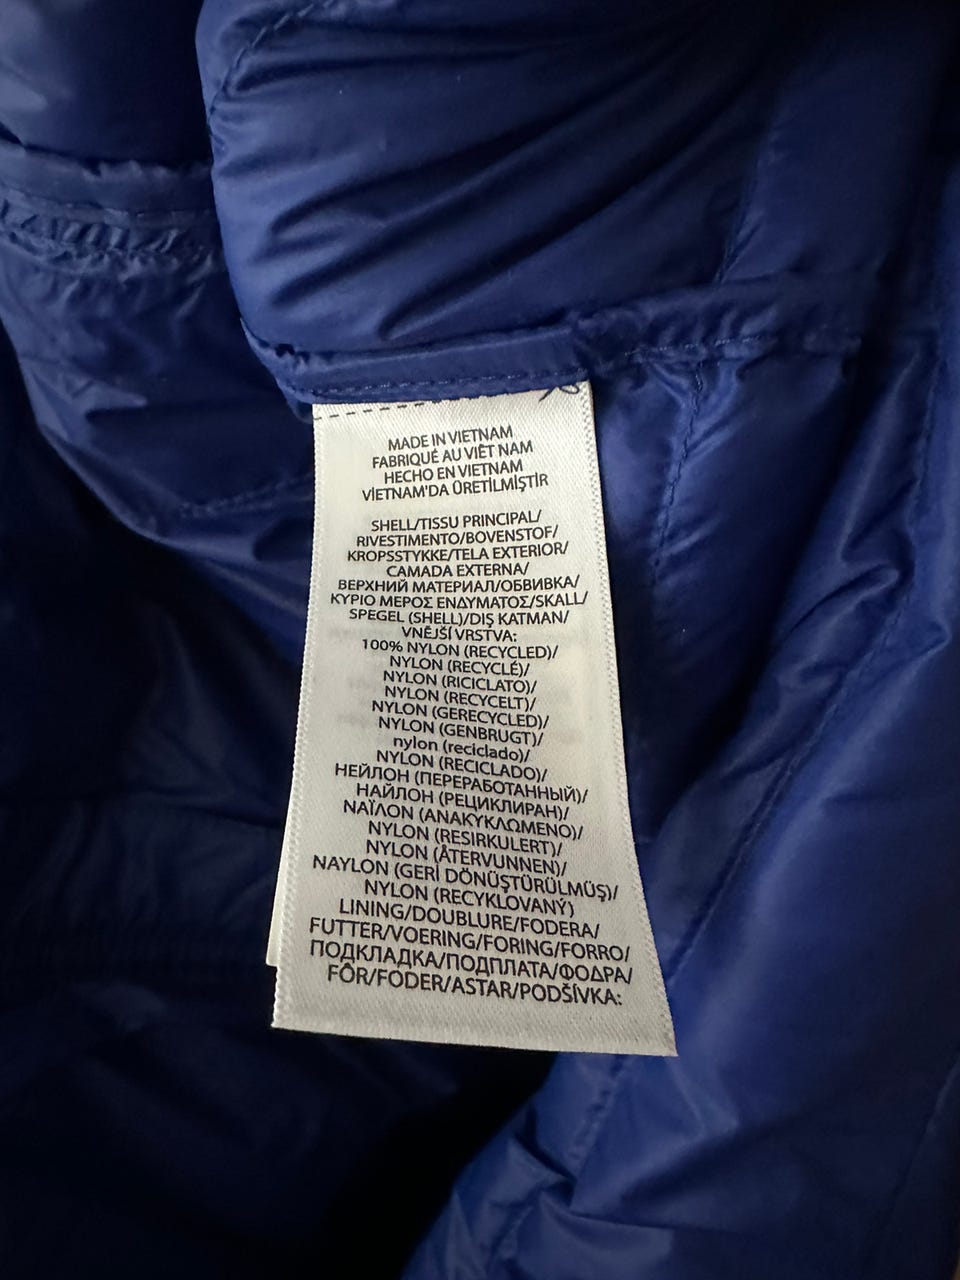 MADE IN VIETNAM
FABRIQUÉ AU VIÊT NAM
HECHO EN VIETNAM
VİETNAM'DA ÜRETİLMİŞTİR
SHELL/TISSU PRINCIPAL/
RIVESTIMENTO/BOVENSTOF/
KROPSSTYKKE/TELA EXTERIOR/
CAMADA EXTERNA/
ВЕРХНИЙ МАТЕРИАЛ/ОБВИВКА/
ΚΥΡΙΟ ΜΕΡΟΣ ΕΝΔΥΜΑΤΟΣ/SKALL/
SPEGEL (SHELL)/DIŞ KATMAN/
VNĚJŠÍ VRSTVA:
100% NYLON (RECYCLED)/
NYLON (RECYCLÉ)/
NYLON (RICICLATO)/
NYLON (RECYCELT)/
NYLON (GERECYCLED)/
NYLON (GENBRUGT)/
nylon (reciclado)/
NYLON (RECICLADO)/
НЕЙЛОН (ПЕРЕРАБОТАННЫЙ)/
НАЙЛОН (РЕЦИКЛИРАН)/
ΝΑΪΛΟΝ (ΑΝΑΚΥΚΛΩΜΕΝΟ)/
NYLON (RESIRKULERT)/
NYLON (ÅTERVUNNEN)/
NAYLON (GERİ DÖNÜŞTÜRÜLMÜŞ)/
NYLON (RECYKLOVANÝ)
LINING/DOUBLURE/FODERA/
FUTTER/VOERING/FORING/FORRO/
ПОДКЛАДКА/ПОДПЛАТА/ΦΟΔΡΑ/
FÔR/FODER/ASTAR/PODŠÍVKA: